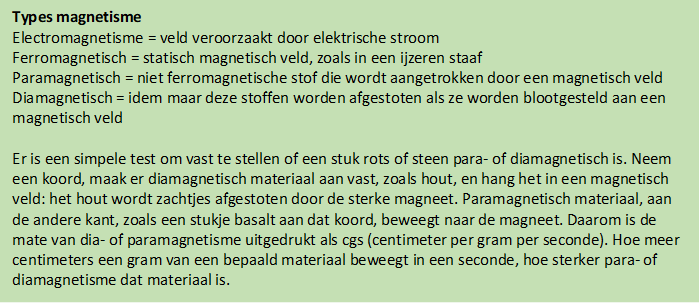 Types magnetisme
Electromagnetisme = veld veroorzaakt door elektrische stroom
Ferromagnetisch = statisch magnetisch veld, zoals in een ijzeren staaf
Paramagnetisch = niet ferromagnetische stof die wordt aangetrokken door een magnetisch veld
Diamagnetisch = idem maar deze stoffen worden afgestoten als ze worden blootgesteld aan een
magnetisch veld
Er is een simpele test om vast te stellen of een stuk rots of steen para- of diamagnetisch is. Neem
een koord, maak er diamagnetisch materiaal aan vast, zoals hout, en hang het in een magnetisch
veld: het hout wordt zachtjes afgestoten door de sterke magneet. Paramagnetisch materiaal, aan
de andere kant, zoals een stukje basalt aan dat koord, beweegt naar de magneet. Daarom is de
mate van dia- of paramagnetisme uitgedrukt als cgs (centimeter per gram per seconde). Hoe meer
centimeters een gram van een bepaald materiaal beweegt in een seconde, hoe sterker para- of
diamagnetisme dat materiaal is.